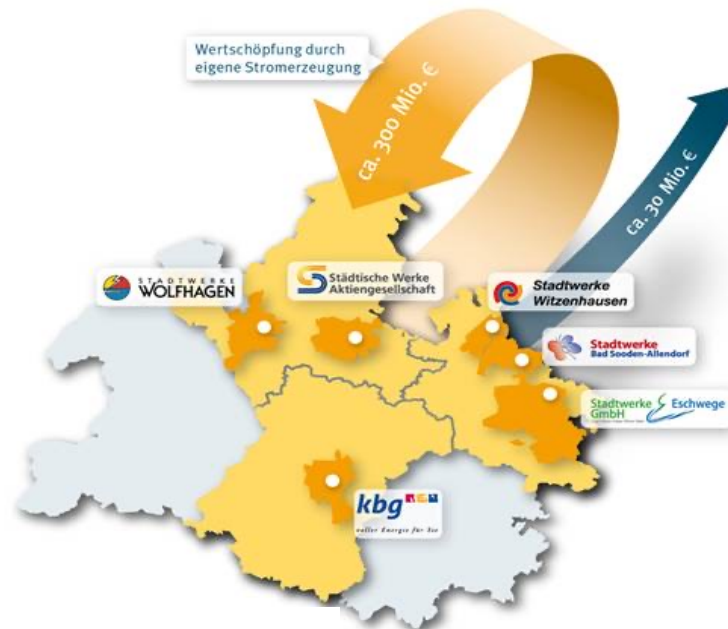 Wertschöpfung durch
eigene Stromerzeugung
ca. 300 Mio. €
ca. 30 Mio. €
STADTWERKE
WOLFHAGEN
Städtische Werke
Aktiengesellschaft
Stadtwerke
Witzenhausen
Stadtwerke
Bad Sooden-Allendorf
Stadtwerke Eschwege
GmbH
kbg
voller Energie für Sie